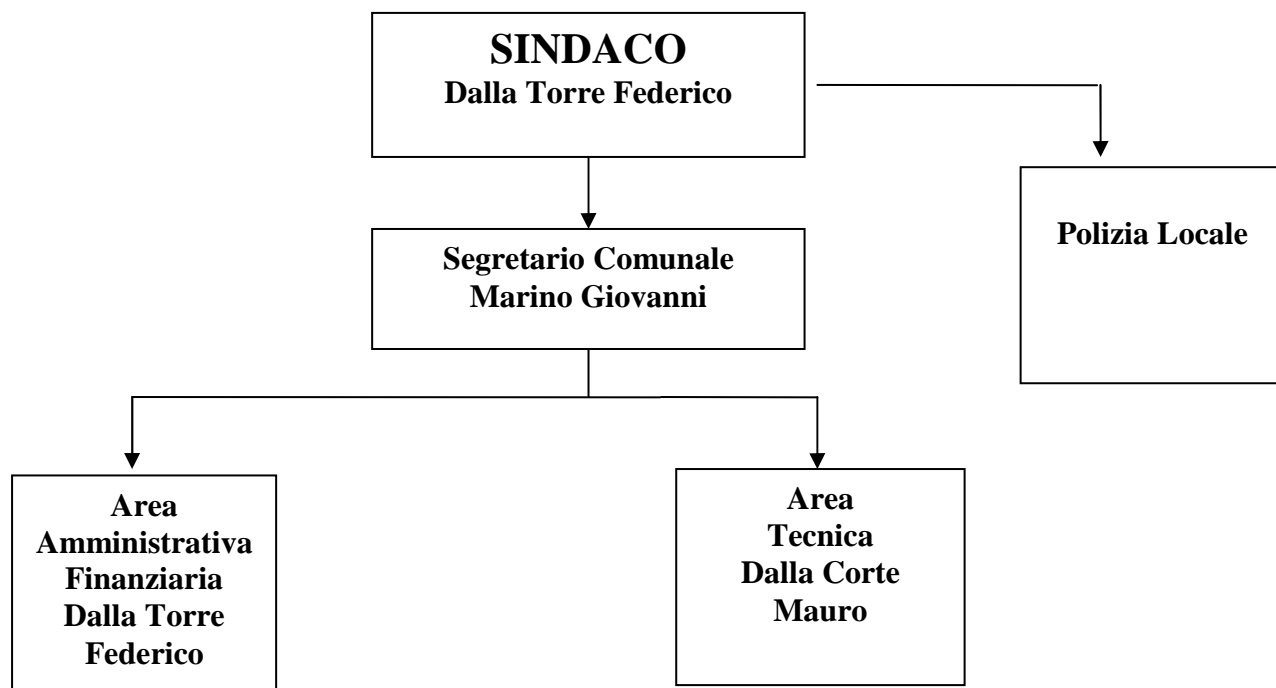 SINDACO
Dalla Torre Federico
Polizia Locale
Segretario Comunale
Marino Giovanni
Area
Amministrativa
Finanziaria
Dalla Torre
Federico
Area
Tecnica
Dalla Corte
Mauro